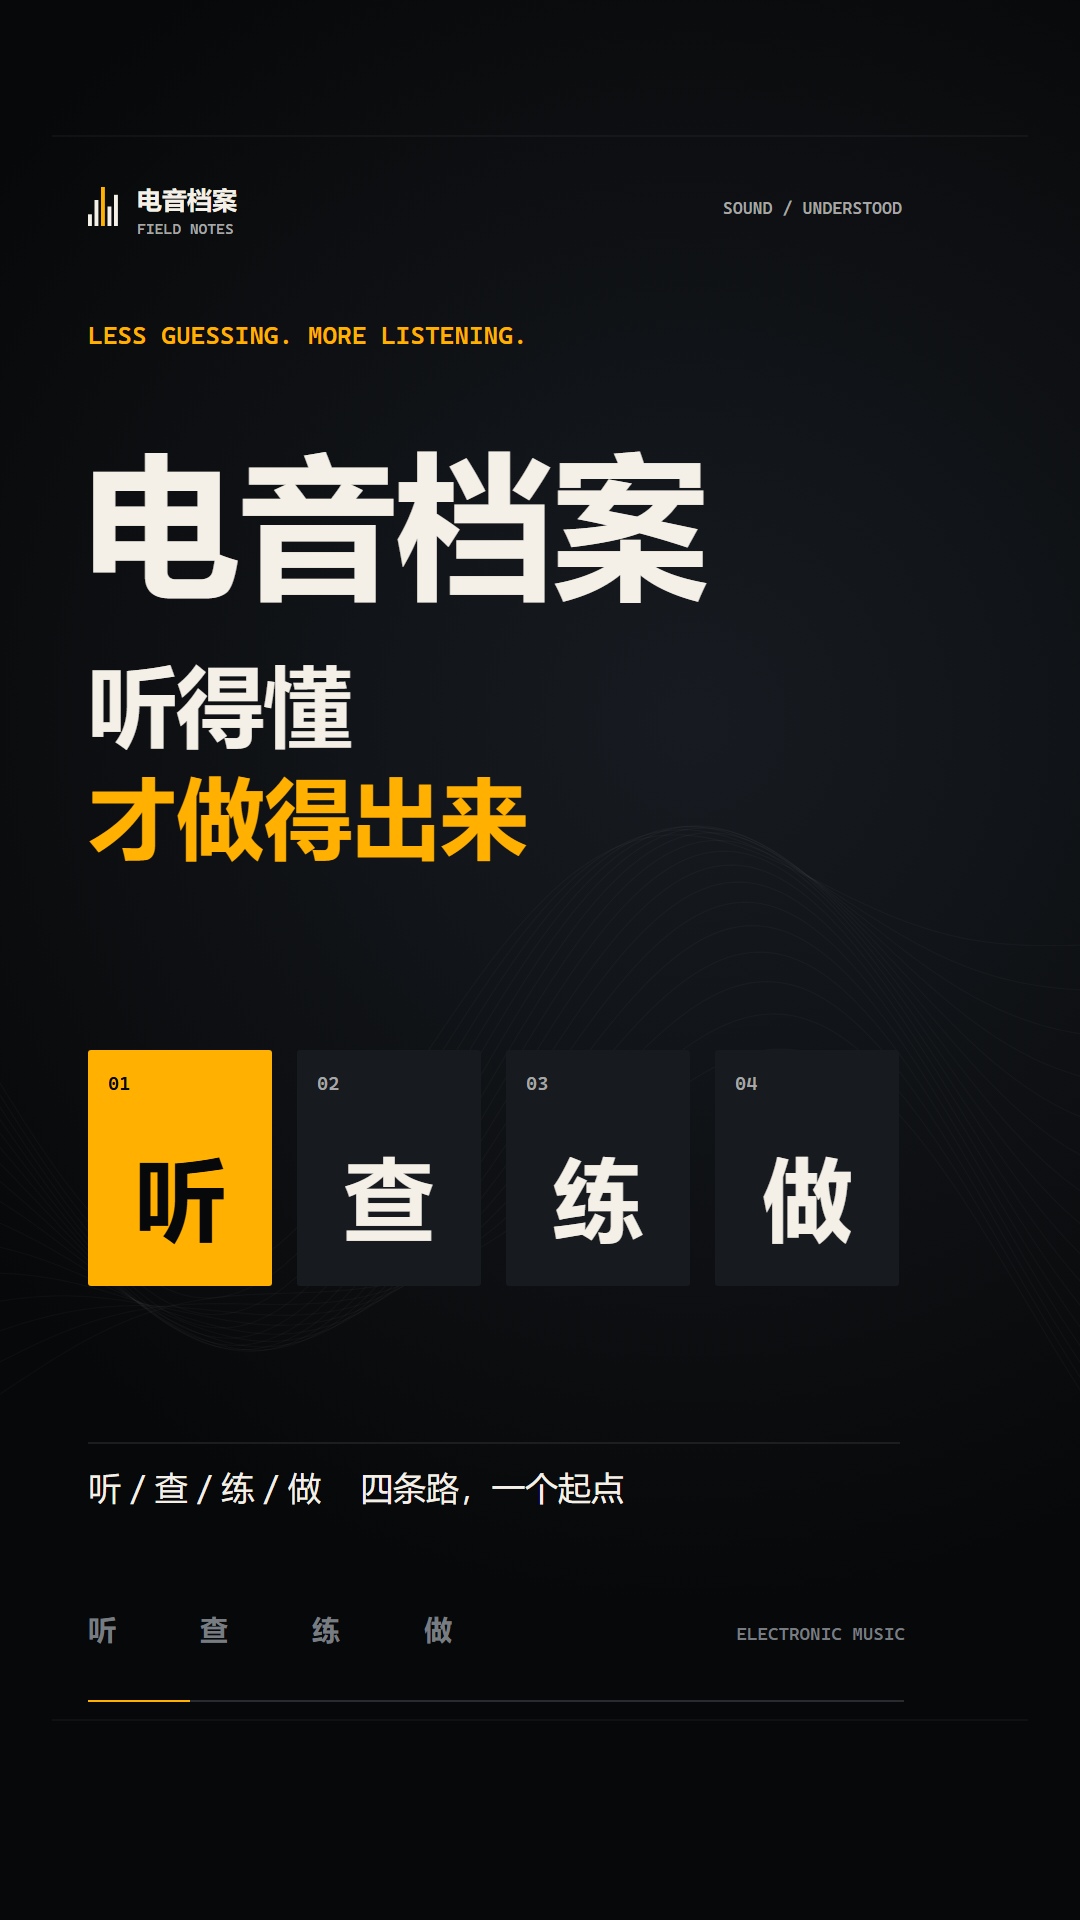 电音档案
FIELD NOTES
SOUND / UNDERSTOOD
LESS GUESSING. MORE LISTENING.
电音档案
听得懂
才做得出来
01
听
02
查
03
练
04
做
听 / 查 / 练 / 做 四条路，一个起点
听 查 练 做
ELECTRONIC MUSIC